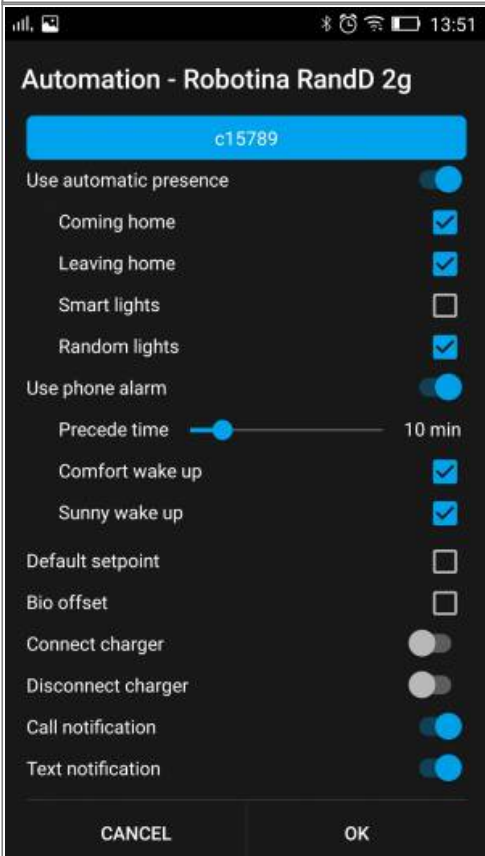 13:51
Automation - Robotina RandD 2g
c15789
Use automatic presence
Coming home
Leaving home
Smart lights
Random lights
Use phone alarm
Precede time 10 min
Comfort wake up
Sunny wake up
Default setpoint
Bio offset
Connect charger
Disconnect charger
Call notification
Text notification
CANCEL OK